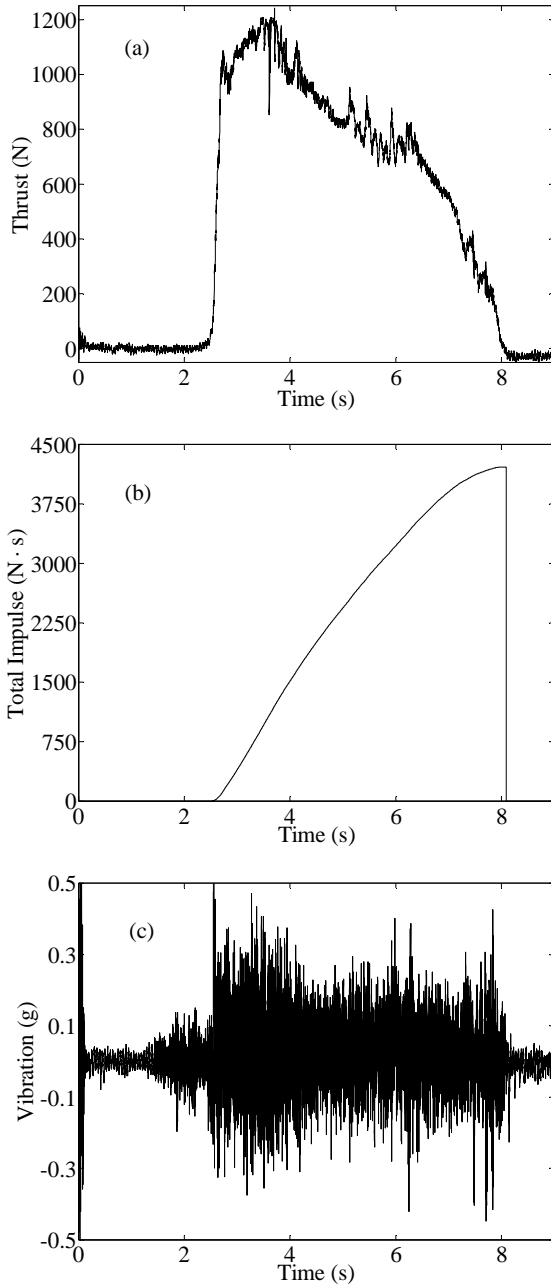 (a)
Thrust (N)
1200
1000
800
600
400
200
0
0 2 4 6 8
Time (s)
(b)
Total Impulse (N · s)
4500
3750
3000
2250
1500
750
0
0 2 4 6 8
Time (s)
(c)
Vibration (g)
0.5
0.3
0.1
-0.1
-0.3
-0.5
0 2 4 6 8
Time (s)